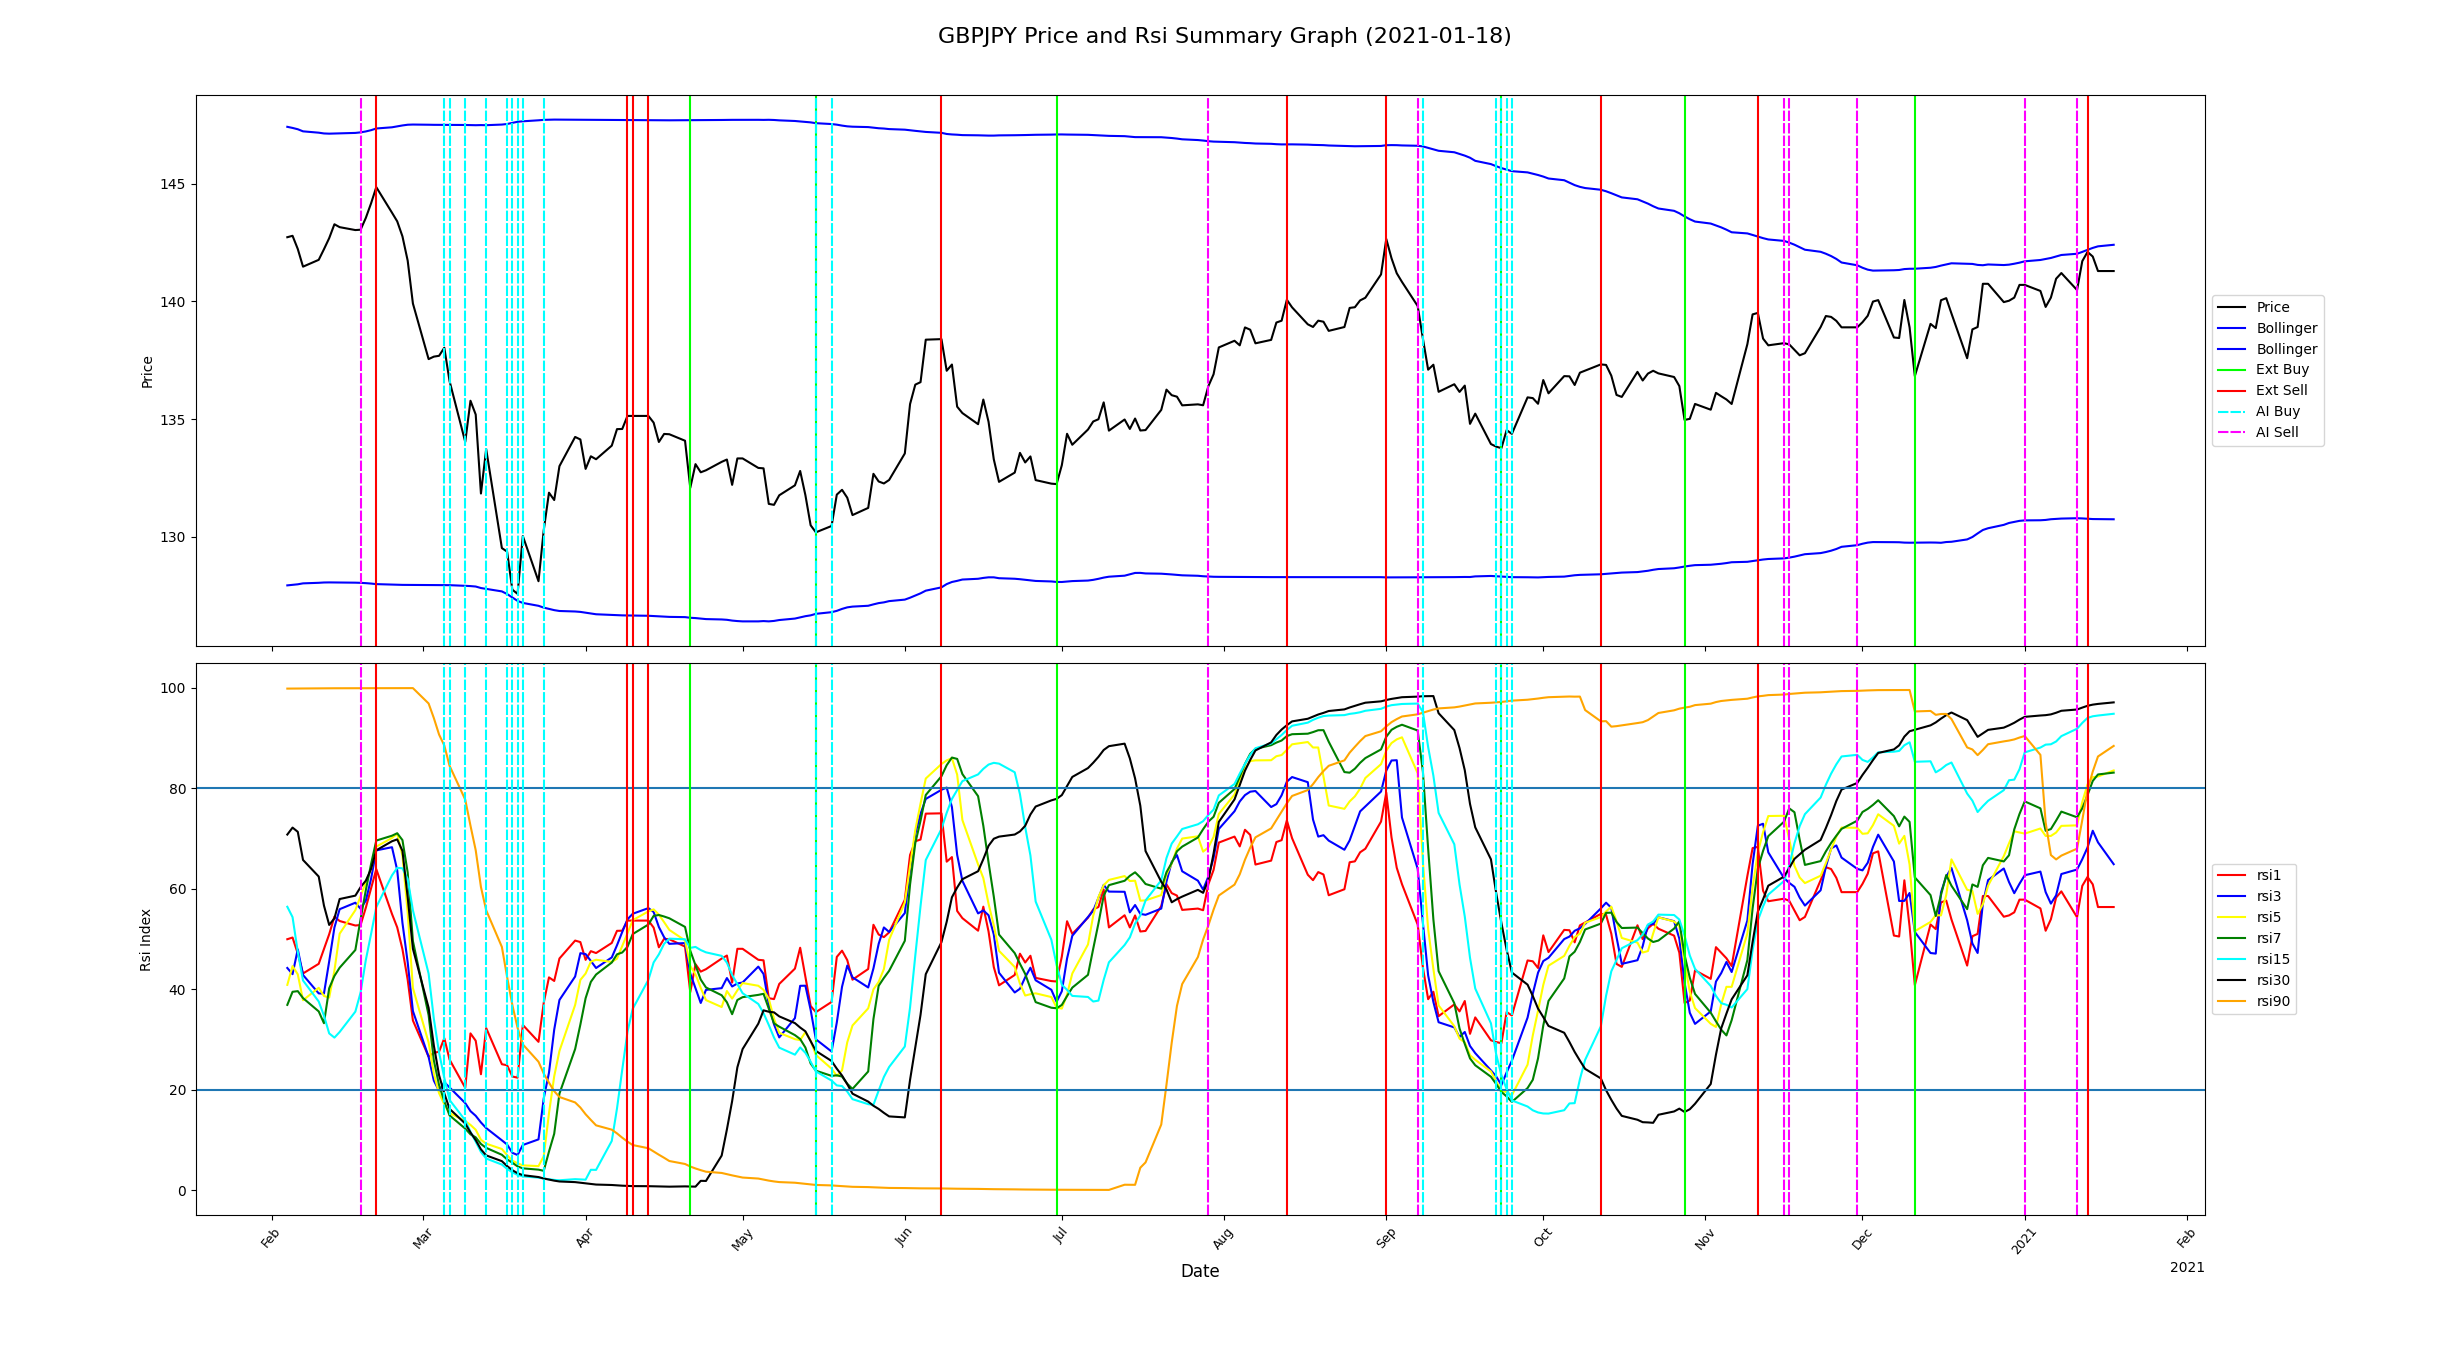 GBPJPY Price and Rsi Summary Graph (2021-01-18)
Price
145
140
135
130
Price
Bollinger
Bollinger
Ext Buy
Ext Sell
AI Buy
AI Sell
Rsi Index
100
80
60
40
20
0
rsi1
rsi3
rsi5
rsi7
rsi15
rsi30
rsi90
Feb Mar Apr May Jun Jul Aug Sep Oct Nov Dec 2021 Feb
Date
2021